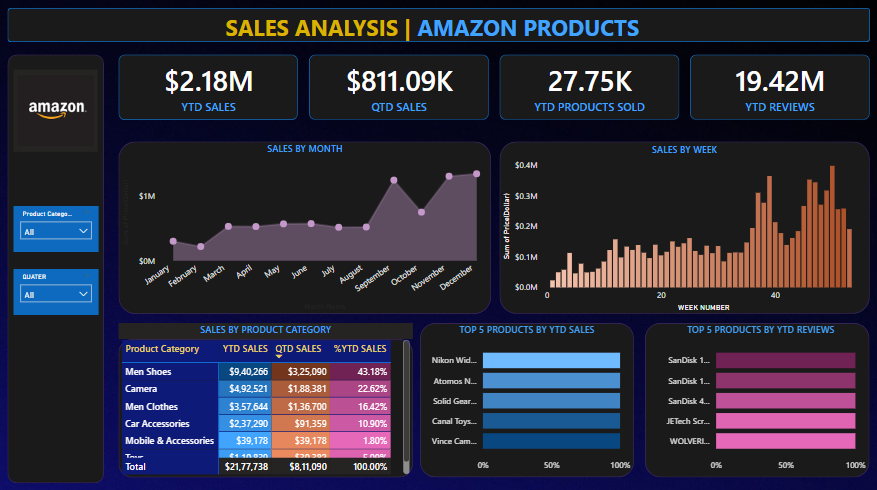 SALES ANALYSIS | AMAZON PRODUCTS
amazon
Product Catego...
All
QUATER
All
$2.18M
YTD SALES
$811.09K
QTD SALES
27.75K
YTD PRODUCTS SOLD
19.42M
YTD REVIEWS
SALES BY MONTH
$1M
$0M
January February March April May June July August September October November December
SALES BY WEEK
Sum of Price(Dollar)
$0.4M
$0.3M
$0.2M
$0.1M
$0.0M
0 20 40
WEEK NUMBER
SALES BY PRODUCT CATEGORY
Product Category YTD SALES QTD SALES %YTD SALES
Men Shoes $9,40,266 $3,25,090 43.18%
Camera $4,92,521 $1,88,381 22.62%
Men Clothes $3,57,644 $1,36,700 16.42%
Car Accessories $2,37,290 $91,359 10.90%
Mobile & Accessories $39,178 $39,178 1.80%
Toys
Total $21,77,738 $8,11,090 100.00%
TOP 5 PRODUCTS BY YTD SALES
Nikon Wid...
Atomos N...
Solid Gear...
Canal Toys...
Vince Cam...
0% 50% 100%
TOP 5 PRODUCTS BY YTD REVIEWS
SanDisk 1...
SanDisk 1...
SanDisk 4...
JETech Scr...
WOLVERI...
0% 50% 100%